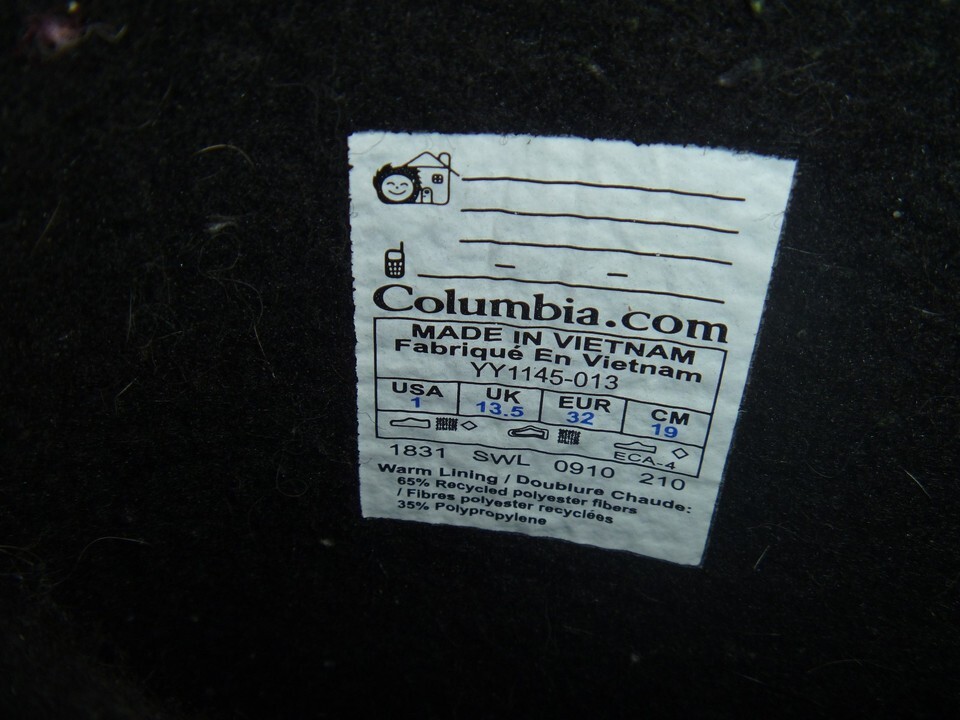 Columbia.com
MADE IN VIETNAM
Fabriqué En Vietnam
YY1145-013
USA UK EUR CM
1 13.5 32 19
ECA-4
1831 SWL 0910 210
Warm Lining / Doublure Chaude:
65% Recycled polyester fibers
/ Fibres polyester recyclées
35% Polypropylene